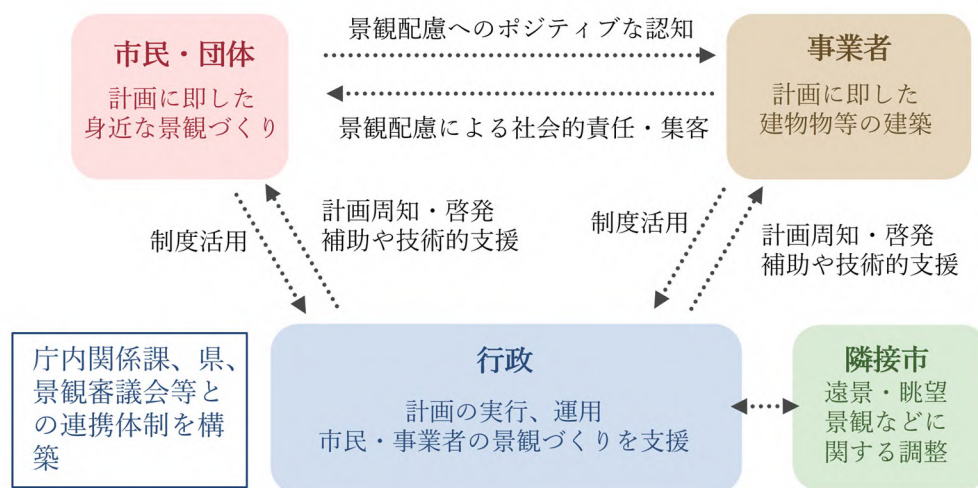 景観配慮へのポジティブな認知
市民・団体
計画に即した
身近な景観づくり
事業者
計画に即した
建物物等の建築
景観配慮による社会的責任・集客
制度活用
計画周知・啓発
補助や技術的支援
制度活用
計画周知・啓発
補助や技術的支援
庁内関係課、県、
景観審議会等と
の連携体制を構
築
行政
計画の実行、運用
市民・事業者の景観づくりを支援
隣接市
遠景・眺望
景観などに
関する調整